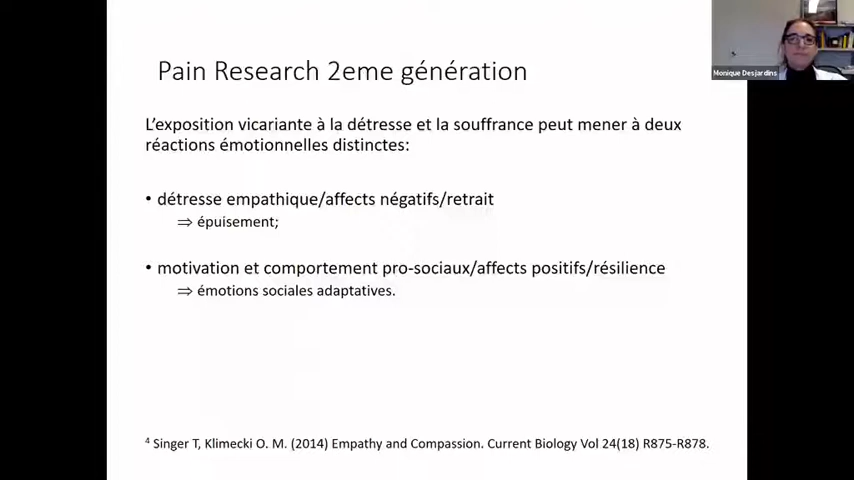 Pain Research 2eme génération
Monique Desjardins
L'exposition vicariante à la détresse et la souffrance peut mener à deux
réactions émotionnelles distinctes:
• détresse empathique/affects négatifs/retrait
⇒ épuisement;
• motivation et comportement pro-sociaux/affects positifs/résilience
⇒ émotions sociales adaptatives.
⁴ Singer T, Klimecki O. M. (2014) Empathy and Compassion. Current Biology Vol 24(18) R875-R878.